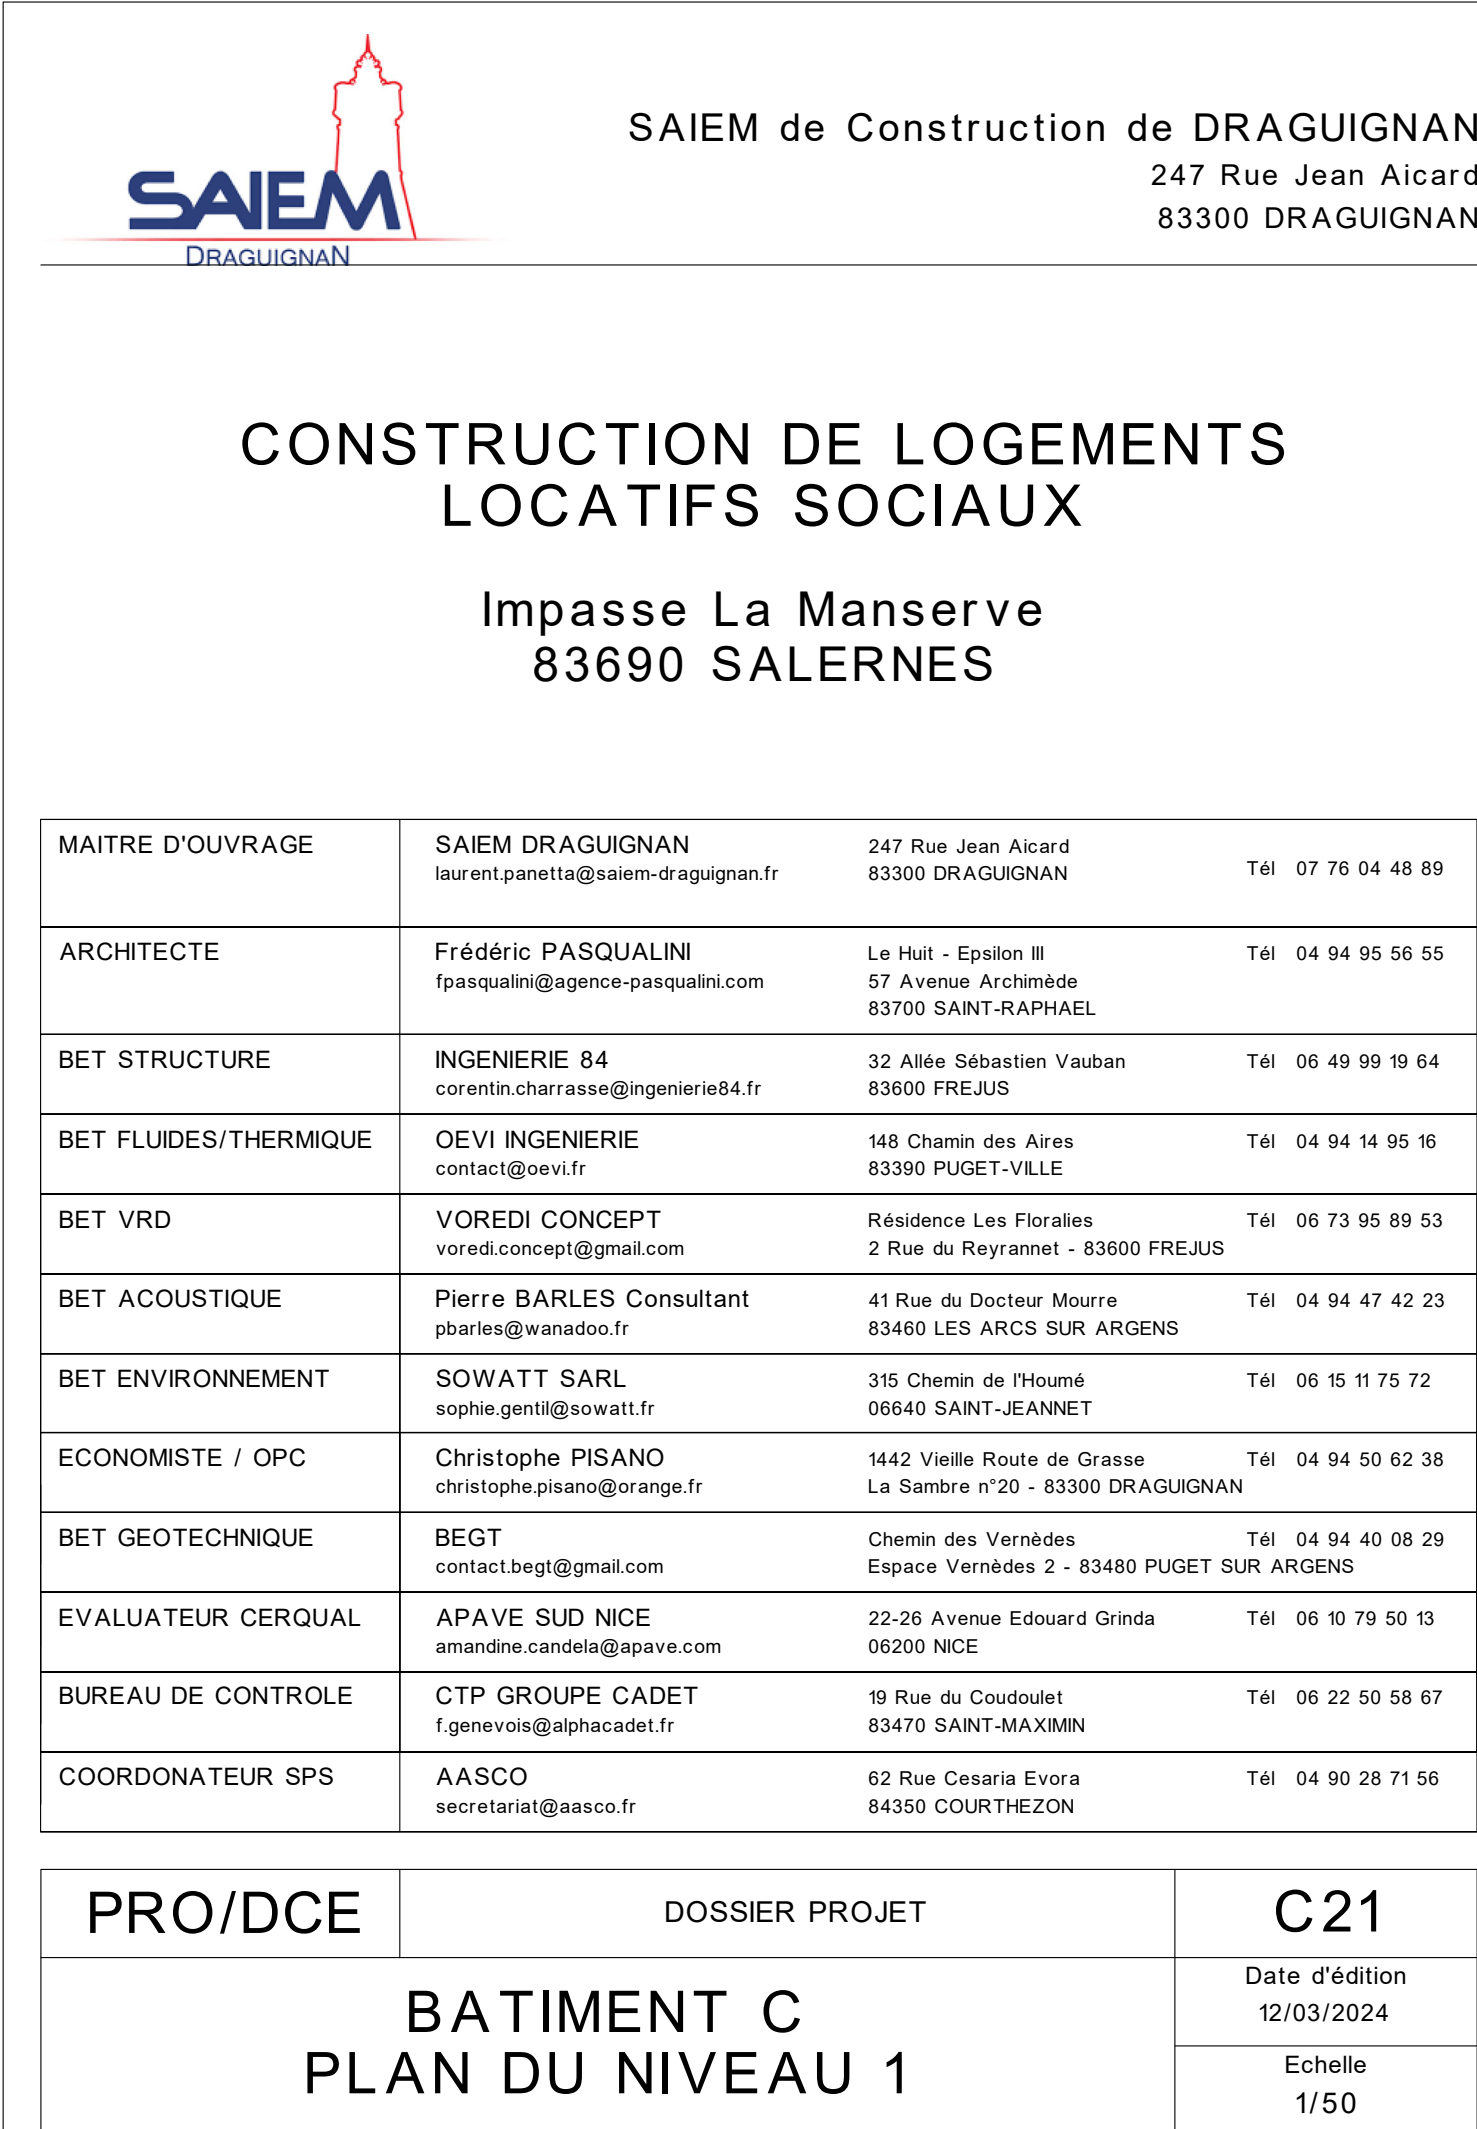 SAIEM
DRAGUIGNAN
SAIEM de Construction de DRAGUIGNAN
247 Rue Jean Aicard
83300 DRAGUIGNAN
CONSTRUCTION DE LOGEMENTS
LOCATIFS SOCIAUX
Impasse La Manserve
83690 SALERNES
MAITRE D'OUVRAGE
SAIEM DRAGUIGNAN
laurent.panetta@saiem-draguignan.fr
247 Rue Jean Aicard
83300 DRAGUIGNAN
Tél 07 76 04 48 89
ARCHITECTE
Frédéric PASQUALINI
fpasqualini@agence-pasqualini.com
Le Huit - Epsilon III
57 Avenue Archimède
83700 SAINT-RAPHAEL
Tél 04 94 95 56 55
BET STRUCTURE
INGENIERIE 84
corentin.charrasse@ingenierie84.fr
32 Allée Sébastien Vauban
83600 FREJUS
Tél 06 49 99 19 64
BET FLUIDES/THERMIQUE
OEVI INGENIERIE
contact@oevi.fr
148 Chamin des Aires
83390 PUGET-VILLE
Tél 04 94 14 95 16
BET VRD
VOREDI CONCEPT
voredi.concept@gmail.com
Résidence Les Floralies
2 Rue du Reyrannet - 83600 FREJUS
Tél 06 73 95 89 53
BET ACOUSTIQUE
Pierre BARLES Consultant
pbarles@wanadoo.fr
41 Rue du Docteur Mourre
83460 LES ARCS SUR ARGENS
Tél 04 94 47 42 23
BET ENVIRONNEMENT
SOWATT SARL
sophie.gentil@sowatt.fr
315 Chemin de l'Houmé
06640 SAINT-JEANNET
Tél 06 15 11 75 72
ECONOMISTE / OPC
Christophe PISANO
christophe.pisano@orange.fr
1442 Vieille Route de Grasse
La Sambre n°20 - 83300 DRAGUIGNAN
Tél 04 94 50 62 38
BET GEOTECHNIQUE
BEGT
contact.begt@gmail.com
Chemin des Vernèdes
Espace Vernèdes 2 - 83480 PUGET SUR ARGENS
Tél 04 94 40 08 29
EVALUATEUR CERQUAL
APAVE SUD NICE
amandine.candela@apave.com
22-26 Avenue Edouard Grinda
06200 NICE
Tél 06 10 79 50 13
BUREAU DE CONTROLE
CTP GROUPE CADET
f.genevois@alphacadet.fr
19 Rue du Coudoulet
83470 SAINT-MAXIMIN
Tél 06 22 50 58 67
COORDONATEUR SPS
AASCO
secretariat@aasco.fr
62 Rue Cesaria Evora
84350 COURTHEZON
Tél 04 90 28 71 56
PRO/DCE
DOSSIER PROJET
C21
BATIMENT C
PLAN DU NIVEAU 1
Date d'édition
12/03/2024
Echelle
1/50